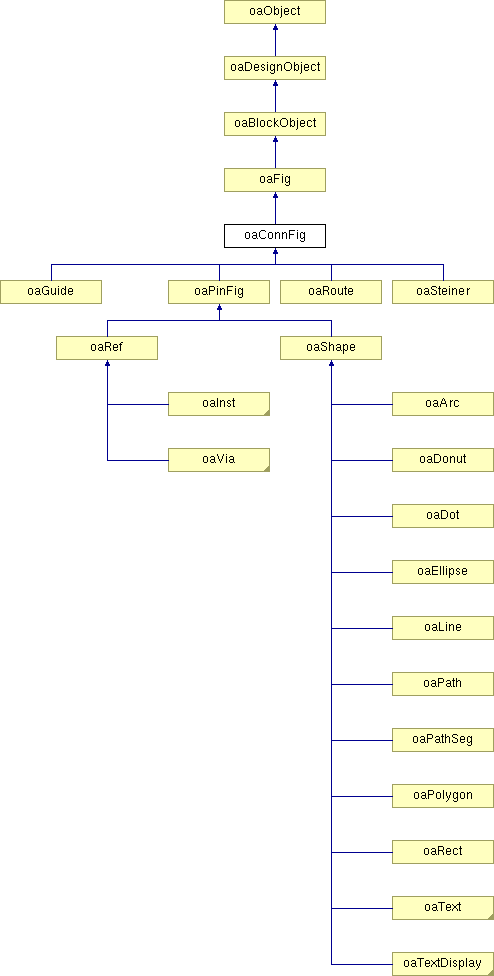 oaObject
oaDesignObject
oaBlockObject
oaFig
oaConnFig
oaGuide
oaPinFig
oaRoute
oaSteiner
oaRef
oaShape
oaInst
oaArc
oaVia
oaDonut
oaDot
oaEllipse
oaLine
oaPath
oaPathSeg
oaPolygon
oaRect
oaText
oaTextDisplay